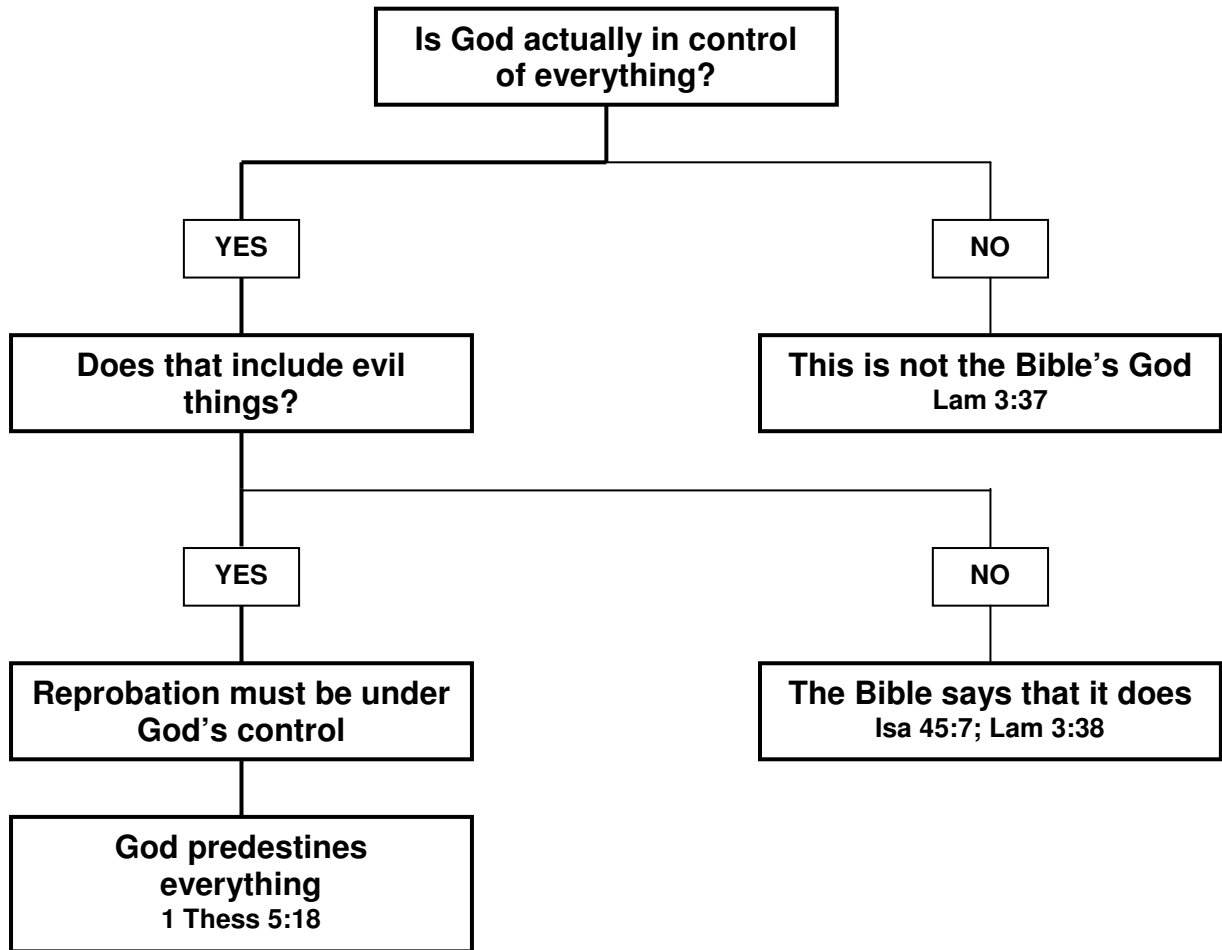 Is God actually in control
of everything?
YES
NO
Does that include evil
things?
This is not the Bible’s God
Lam 3:37
YES
NO
Reprobation must be under
God’s control
The Bible says that it does
Isa 45:7; Lam 3:38
God predestines
everything
1 Thess 5:18